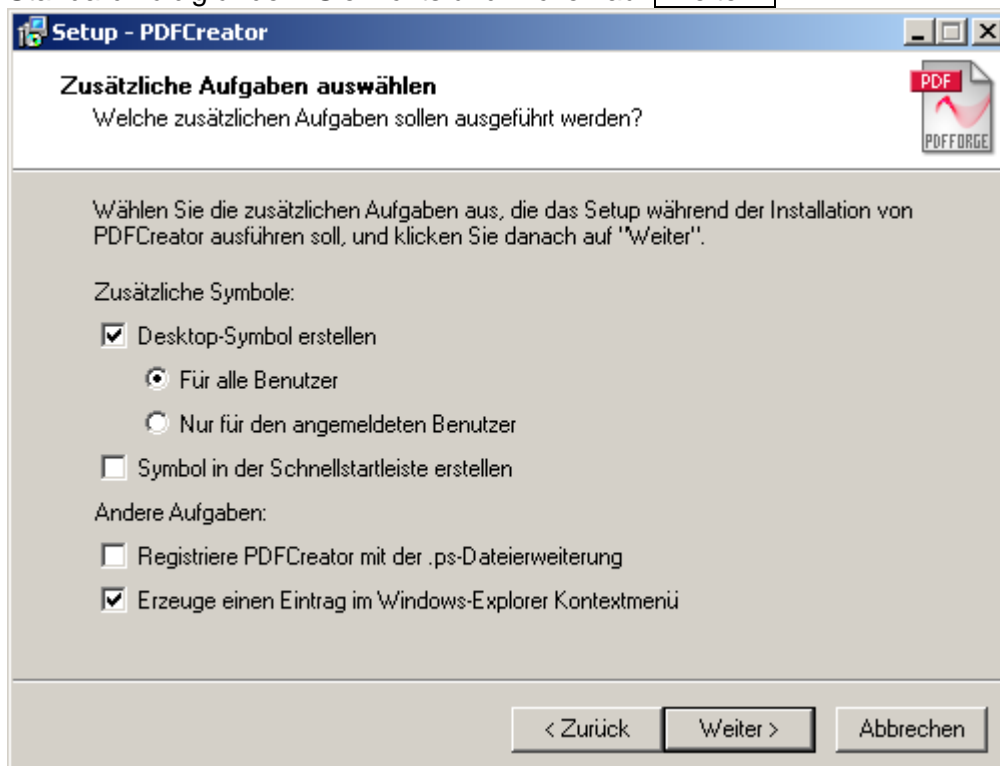 Setup - PDFCreator
Zusätzliche Aufgaben auswählen
Welche zusätzlichen Aufgaben sollen ausgeführt werden?
PDF
PDFFORGE
Wählen Sie die zusätzlichen Aufgaben aus, die das Setup während der Installation von
PDFCreator ausführen soll, und klicken Sie danach auf "Weiter".
Zusätzliche Symbole:
Desktop-Symbol erstellen
Für alle Benutzer
Nur für den angemeldeten Benutzer
Symbol in der Schnellstartleiste erstellen
Andere Aufgaben:
Registriere PDFCreator mit der .ps-Dateierweiterung
Erzeuge einen Eintrag im Windows-Explorer Kontextmenü
< Zurück Weiter > Abbrechen